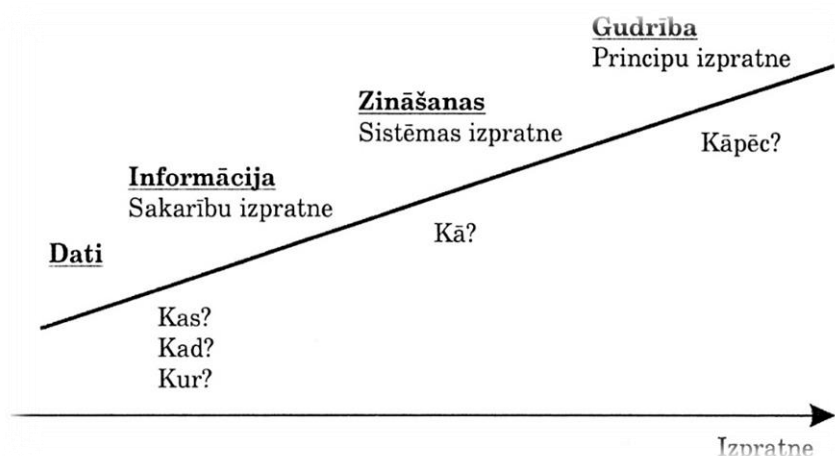 Gudrība
Principu izpratne
Zināšanas
Sistēmas izpratne
Kāpēc?
Informācija
Sakarību izpratne
Kā?
Dati
Kas?
Kad?
Kur?
Izpratne